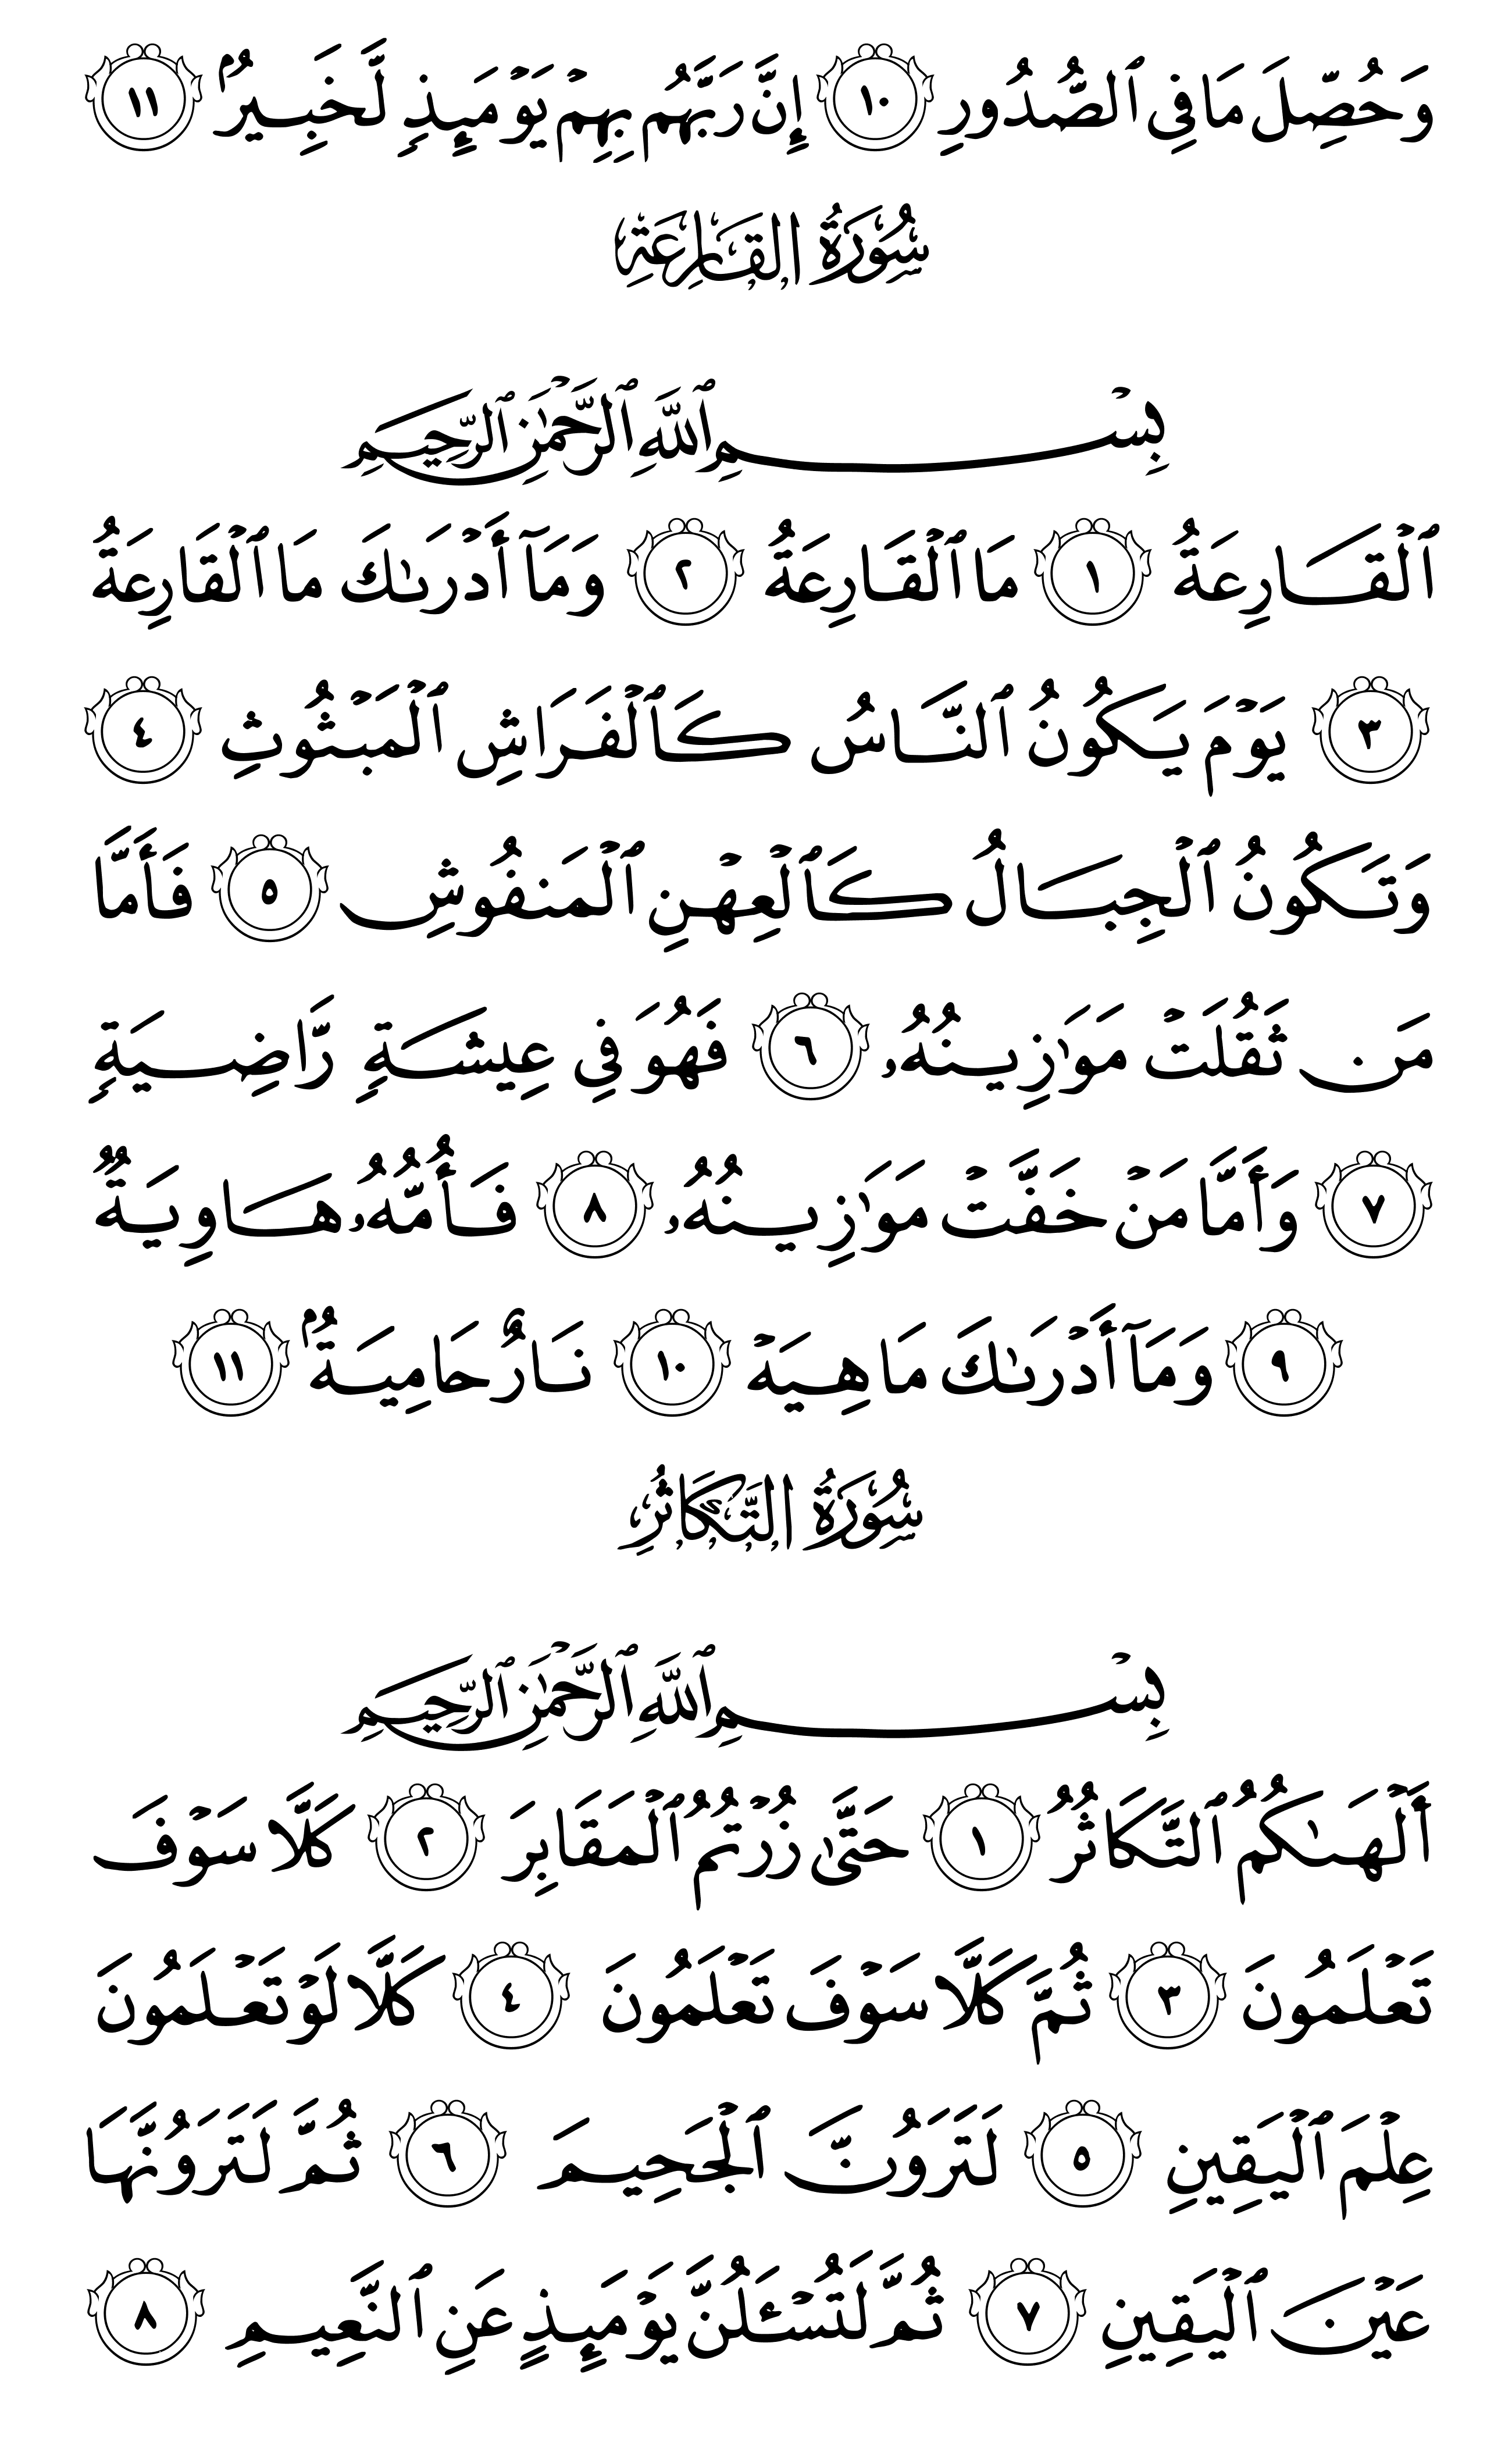 وَحُصِّلَ مَا فِى ٱلصُّدُورِ ١٠ إِنَّ رَبَّهُم بِهِمْ يَوْمَئِذٍ لَّخَبِيرٌۢ ١١
سُورَةُ القَارِعَةِ
بِسْمِ ٱللَّهِ ٱلرَّحْمَٰنِ ٱلرَّحِيمِ
ٱلْقَارِعَةُ ١ مَا ٱلْقَارِعَةُ ٢ وَمَآ أَدْرَىٰكَ مَا ٱلْقَارِعَةُ
٣ يَوْمَ يَكُونُ ٱلنَّاسُ كَٱلْفَرَاشِ ٱلْمَبْثُوثِ ٤
وَتَكُونُ ٱلْجِبَالُ كَٱلْعِهْنِ ٱلْمَنفُوشِ ٥ فَأَمَّا
مَن ثَقُلَتْ مَوَٰزِينُهُۥ ٦ فَهُوَ فِى عِيشَةٍ رَّاضِيَةٍ
٧ وَأَمَّا مَنْ خَفَّتْ مَوَٰزِينُهُۥ ٨ فَأُمُّهُۥ هَاوِيَةٌ
٩ وَمَآ أَدْرَىٰكَ مَا هِيَهْ ١٠ نَارٌ حَامِيَةٌۢ ١١
سُورَةُ التَّكَاثُرِ
بِسْمِ ٱللَّهِ ٱلرَّحْمَٰنِ ٱلرَّحِيمِ
أَلْهَىٰكُمُ ٱلتَّكَاثُرُ ١ حَتَّىٰ زُرْتُمُ ٱلْمَقَابِرَ ٢ كَلَّا سَوْفَ
تَعْلَمُونَ ٣ ثُمَّ كَلَّا سَوْفَ تَعْلَمُونَ ٤ كَلَّا لَوْ تَعْلَمُونَ
عِلْمَ ٱلْيَقِينِ ٥ لَتَرَوُنَّ ٱلْجَحِيمَ ٦ ثُمَّ لَتَرَوُنَّهَا
عَيْنَ ٱلْيَقِينِ ٧ ثُمَّ لَتُسْـَٔلُنَّ يَوْمَئِذٍ عَنِ ٱلنَّعِيمِ ٨